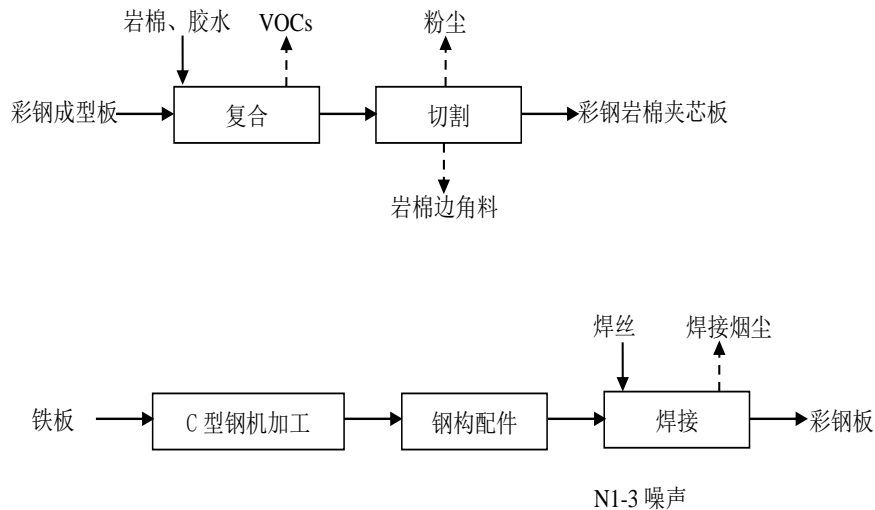 岩棉、胶水
VOCs
粉尘
彩钢成型板
复合
切割
彩钢岩棉夹芯板
岩棉边角料
焊丝
焊接烟尘
铁板
C 型钢机加工
钢构配件
焊接
彩钢板
N1-3 噪声